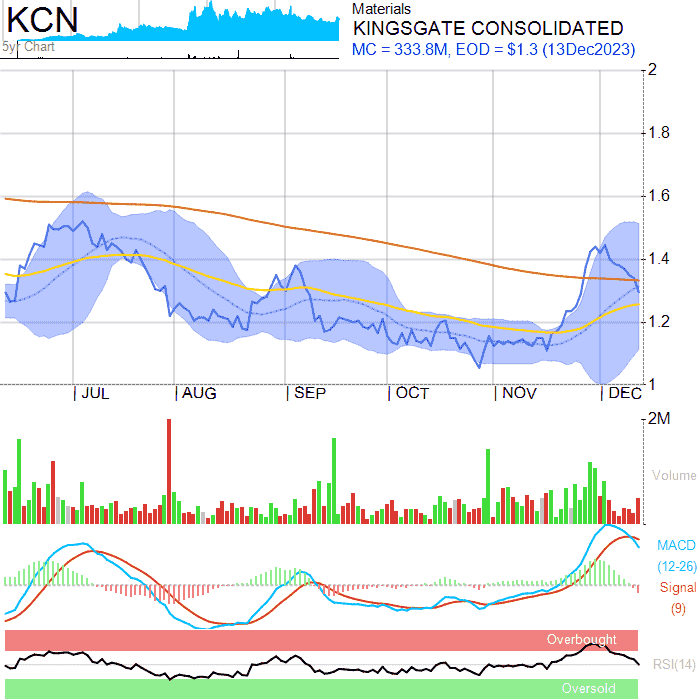 KCN
5yr Chart
Materials
KINGSGATE CONSOLIDATED
MC = 333.8M, EOD = $1.3 (13Dec2023)
2
1.8
1.6
1.4
1.2
1
JUL AUG SEP OCT NOV DEC
2M
Volume
MACD
(12-26)
Signal
(9)
Overbought
RSI(14)
Oversold